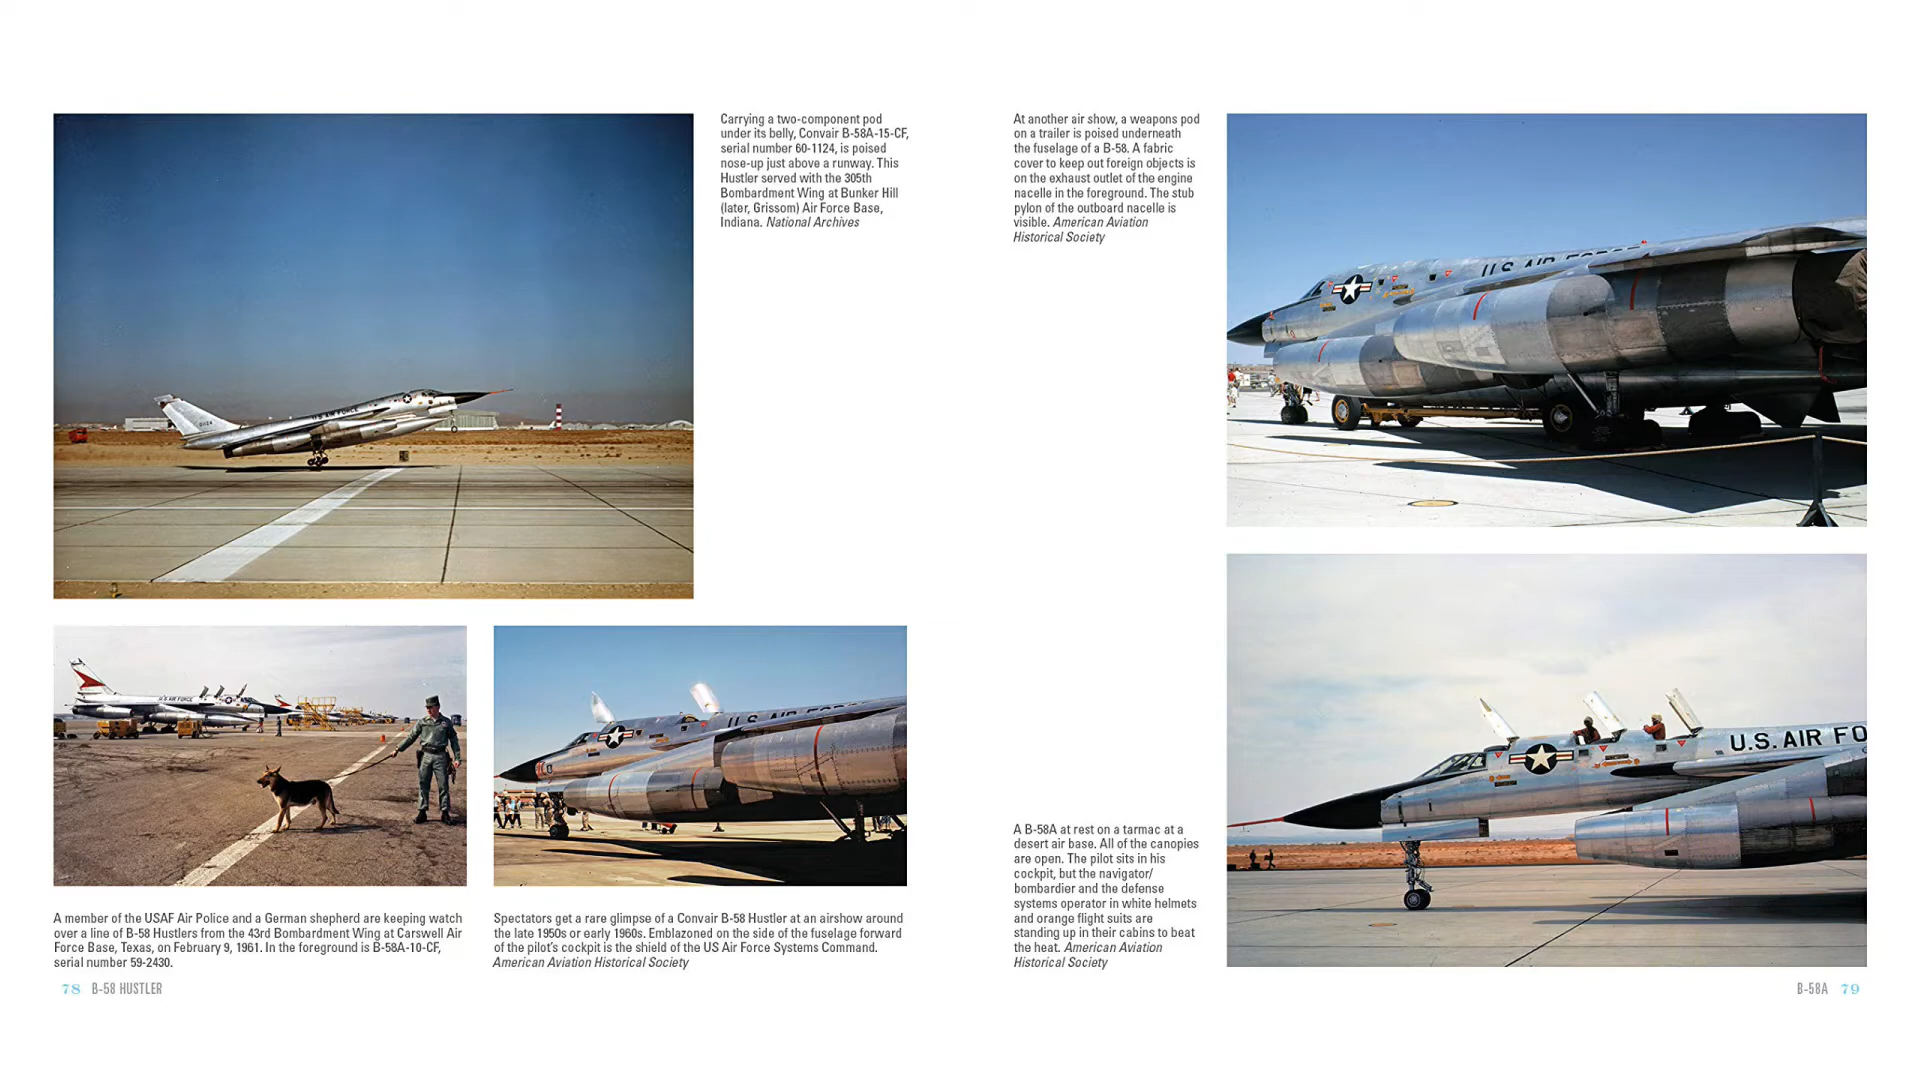 Carrying a two-component pod
under its belly, Convair B-58A-15-CF,
serial number 60-1124, is poised
nose-up just above a runway. This
Hustler served with the 305th
Bombardment Wing at Bunker Hill
(later, Grissom) Air Force Base,
Indiana. National Archives
U.S. AIR FORCE
U.S. AIR FORCE
U.S. AIR FORCE
A member of the USAF Air Police and a German shepherd are keeping watch
over a line of B-58 Hustlers from the 43rd Bombardment Wing at Carswell Air
Force Base, Texas, on February 9, 1961. In the foreground is B-58A-10-CF,
serial number 59-2430.
Spectators get a rare glimpse of a Convair B-58 Hustler at an airshow around
the late 1950s or early 1960s. Emblazoned on the side of the fuselage forward
of the pilot's cockpit is the shield of the US Air Force Systems Command.
American Aviation Historical Society
78 B-58 HUSTLER
At another air show, a weapons pod
on a trailer is poised underneath
the fuselage of a B-58. A fabric
cover to keep out foreign objects is
on the exhaust outlet of the engine
nacelle in the foreground. The stub
pylon of the outboard nacelle is
visible. American Aviation
Historical Society
U.S. AIR FORCE
A B-58A at rest on a tarmac at a
desert air base. All of the canopies
are open. The pilot sits in his
cockpit, but the navigator/
bombardier and the defense
systems operator in white helmets
and orange flight suits are
standing up in their cabins to beat
the heat. American Aviation
Historical Society
U.S. AIR FO
B-58A 79